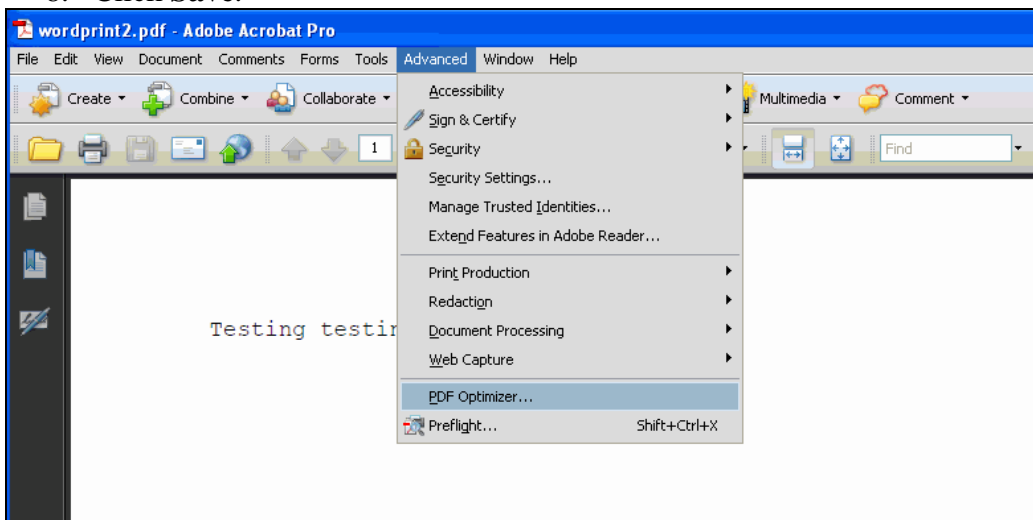 wordprint2.pdf - Adobe Acrobat Pro
File Edit View Document Comments Forms Tools Advanced Window Help
Create Combine Collaborate Multimedia Comment
1 Find
Accessibility
Sign & Certify
Security
Security Settings...
Manage Trusted Identities...
Extend Features in Adobe Reader...
Print Production
Redaction
Testing testin
Document Processing
Web Capture
PDF Optimizer...
Preflight... Shift+Ctrl+X